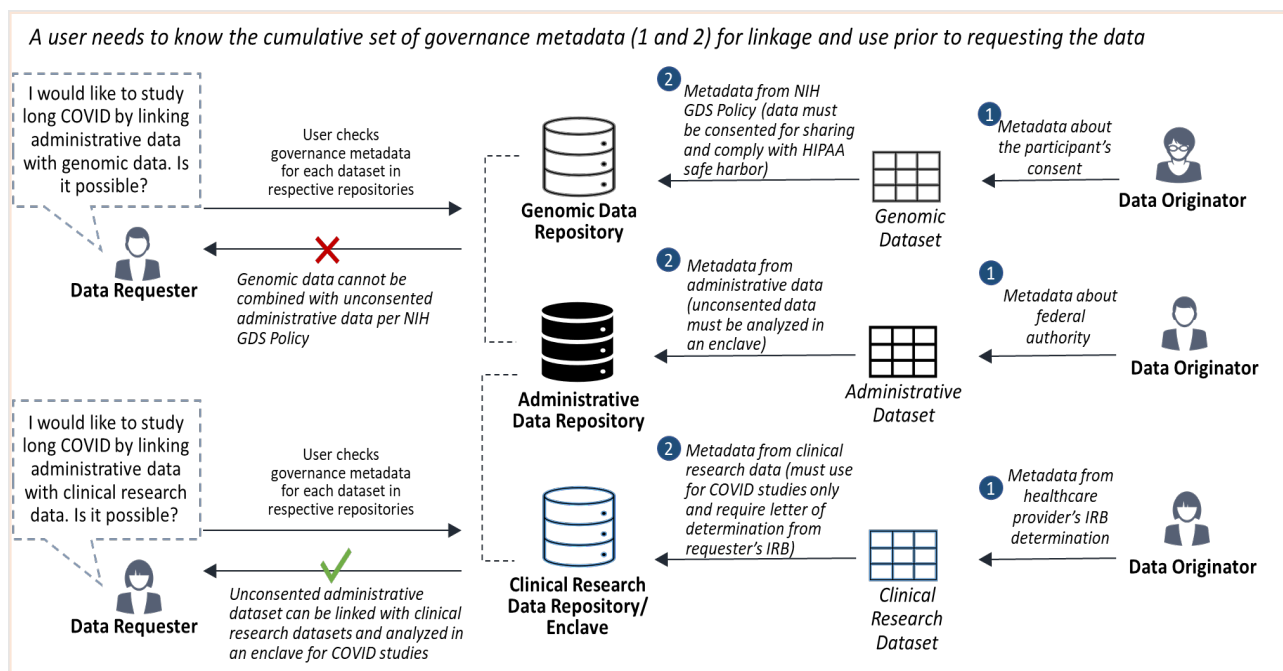 A user needs to know the cumulative set of governance metadata (1 and 2) for linkage and use prior to requesting the data
I would like to study
long COVID by linking
administrative data
with genomic data. Is
it possible?
Data Requester
User checks
governance metadata
for each dataset in
respective repositories
Genomic data cannot be
combined with unconsented
administrative data per NIH
GDS Policy
Genomic Data
Repository
2
Metadata from NIH
GDS Policy (data must
be consented for sharing
and comply with HIPAA
safe harbor)
Genomic
Dataset
1
Metadata about
the participant’s
consent
Data Originator
Administrative
Data Repository
2
Metadata from
administrative data
(unconsented data
must be analyzed in
an enclave)
Administrative
Dataset
1
Metadata about
federal
authority
Data Originator
I would like to study
long COVID by linking
administrative data
with clinical research
data. Is it possible?
Data Requester
User checks
governance metadata
for each dataset in
respective repositories
Unconsented administrative
dataset can be linked with clinical
research datasets and analyzed in
an enclave for COVID studies
Clinical Research
Data Repository/
Enclave
2
Metadata from clinical
research data (must use
for COVID studies only
and require letter of
determination from
requester’s IRB)
Clinical
Research
Dataset
1
Metadata from
healthcare
provider’s IRB
determination
Data Originator